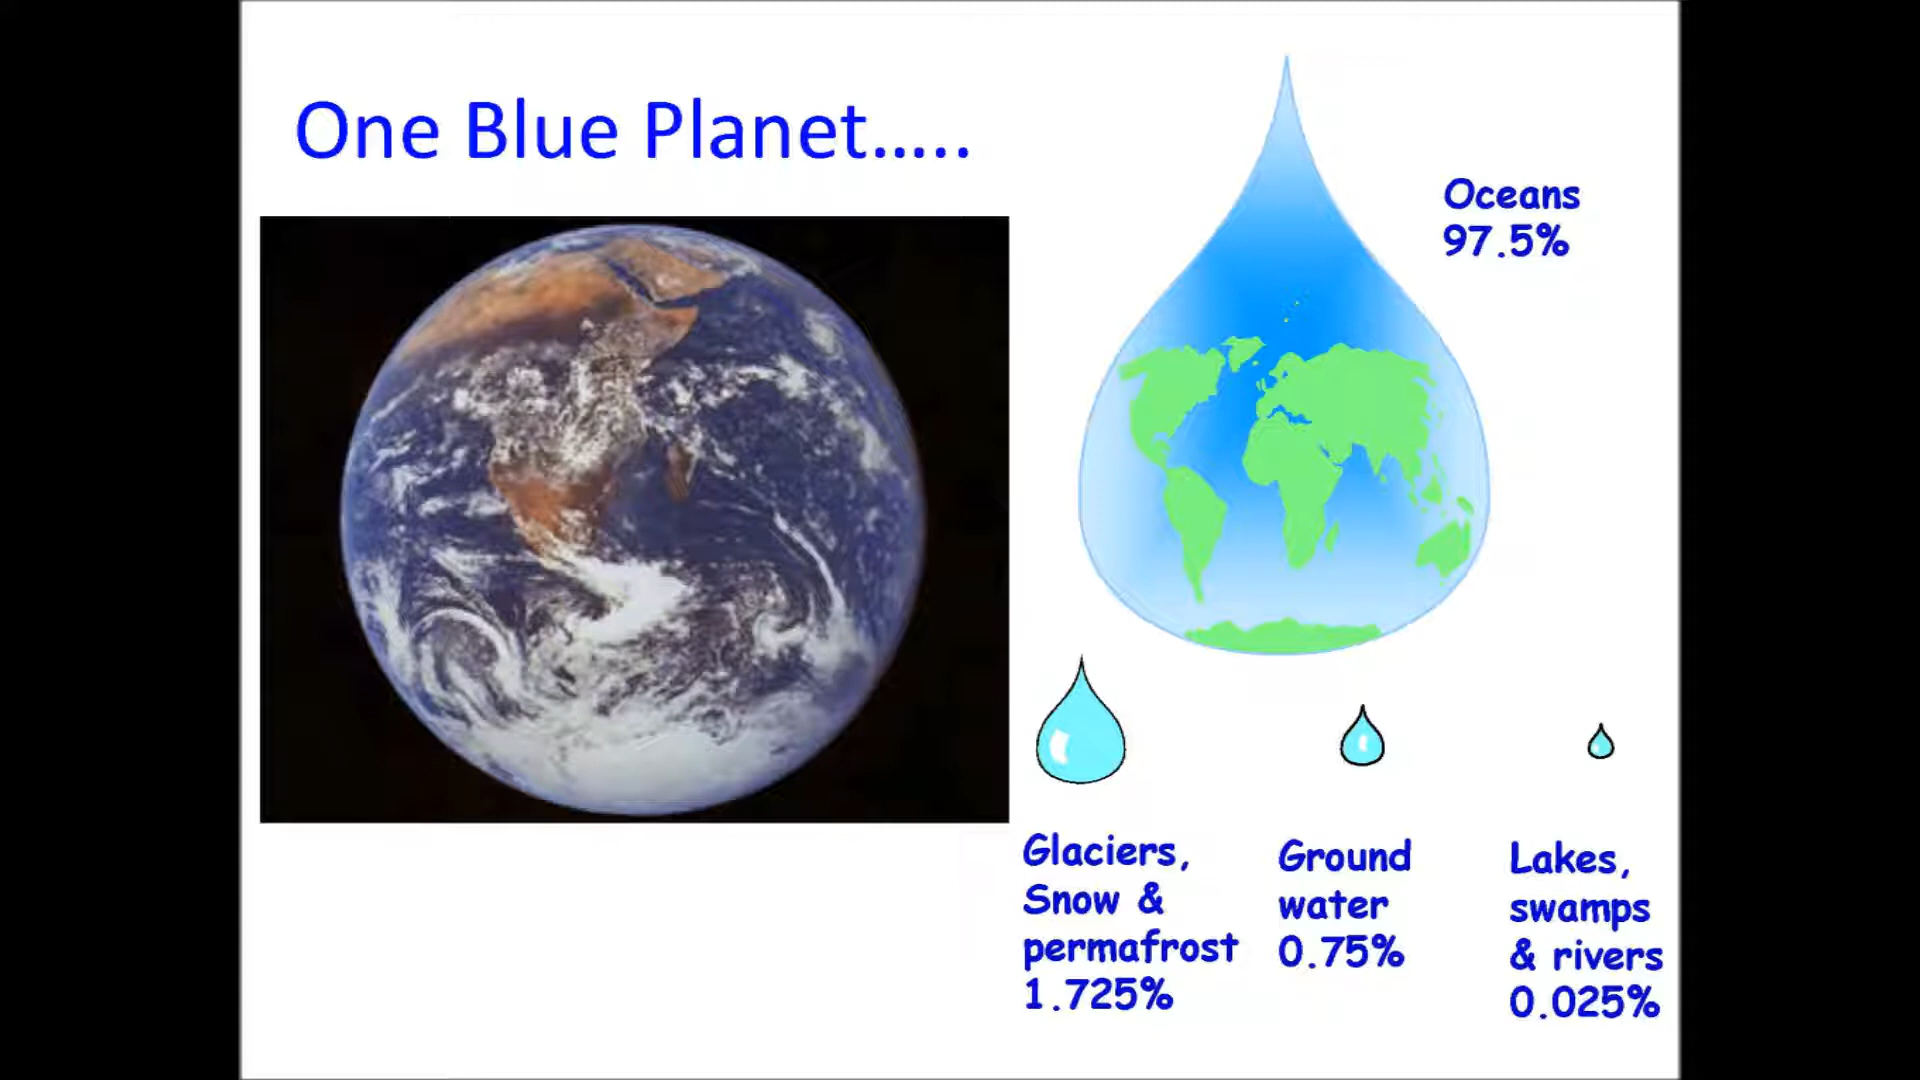 One Blue Planet…..
Oceans
97.5%
Glaciers,
Snow &
permafrost
1.725%
Ground
water
0.75%
Lakes,
swamps
& rivers
0.025%